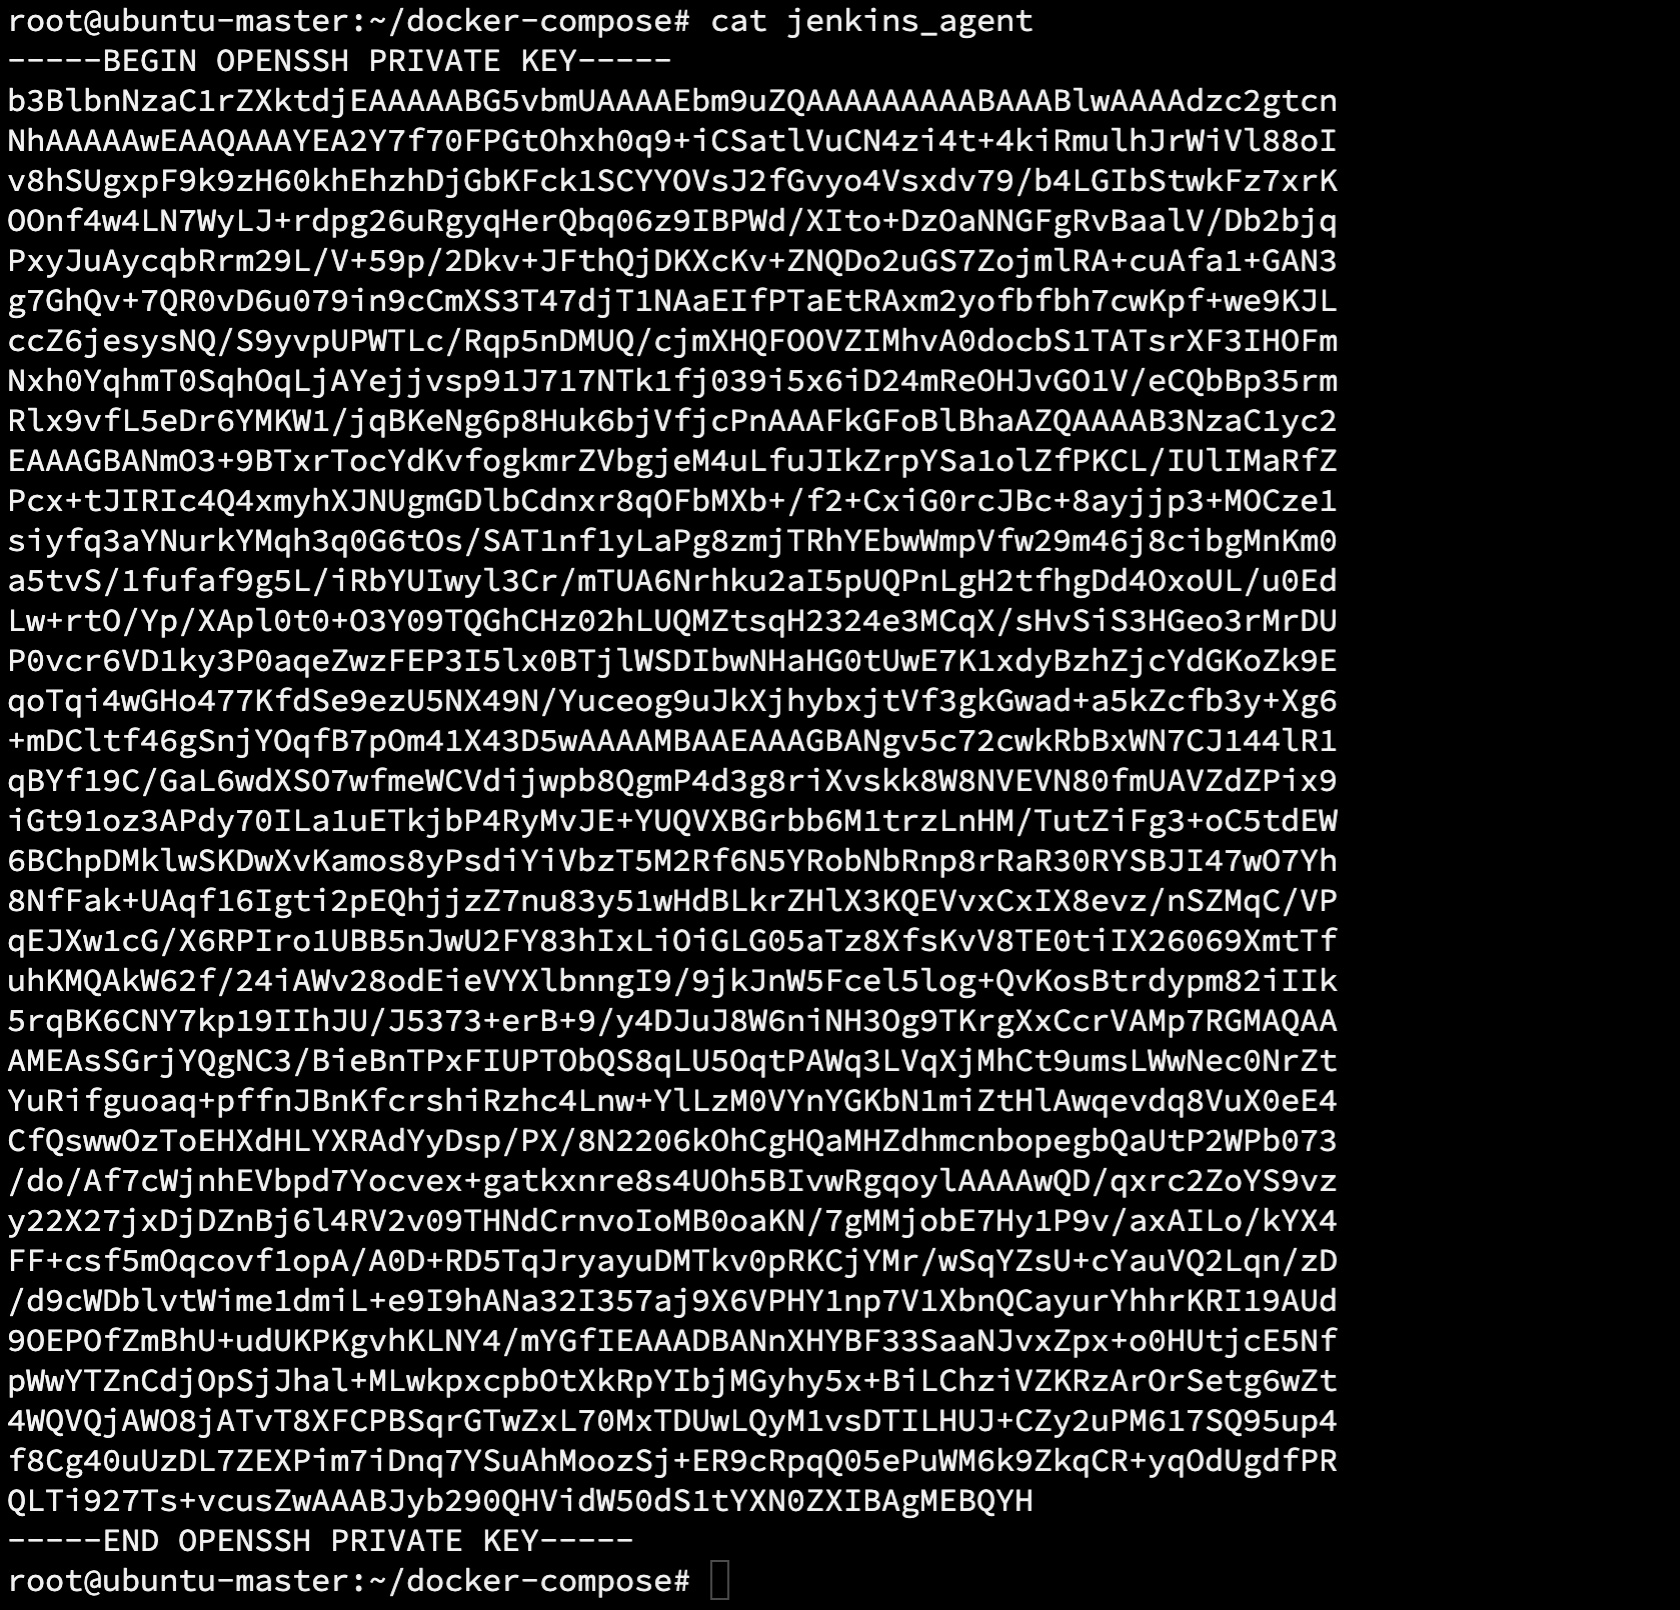 root@ubuntu-master:~/docker-compose# cat jenkins_agent
-----BEGIN OPENSSH PRIVATE KEY-----
b3BlbnNzaC1rZXktdjEAAAAABG5vbmUAAAAEbm9uZQAAAAAAAAABAAABlwAAAAdzc2gtcn
NhAAAAAwEAAQAAAYEA2Y7f70FPGtOhxh0q9+iCSatlVuCN4zi4t+4kiRmulhJrWiVl88oI
v8hSUgxpF9k9zH60khEhzhDjGbKFck1SCYYOVsJ2fGvyo4Vsxdv79/b4LGIbStwkFz7xrK
OOnf4w4LN7WyLJ+rdpg26uRgyqHerQbq06z9IBPWd/XIto+DzOaNNGFgRvBaalV/Db2bjq
PxyJuAycqbRrm29L/V+59p/2Dkv+JFthQjDKXcKv+ZNQDo2uGS7ZojmlRA+cuAfa1+GAN3
g7GhQv+7QR0vD6u079in9cCmXS3T47djT1NAaEIfPTaEtRAxm2yofbfbh7cwKpf+we9KJL
ccZ6jesysNQ/S9yvpUPWTLc/Rqp5nDMUQ/cjmXHQFOOVZIMhvA0docbS1TATsrXF3IHOFm
Nxh0YqhmT0SqhOqLjAYejjvsp91J717NTk1fj039i5x6iD24mReOHJvGO1V/eCQbBp35rm
Rlx9vfL5eDr6YMKW1/jqBKeNg6p8Huk6bjVfjcPnAAAFkGFoBlBhaAZQAAAAB3NzaC1yc2
EAAAGBANmO3+9BTxrTocYdKvfogkmrZVbgjeM4uLfuJIkZrpYSa1olZfPKCL/IUlIMaRfZ
Pcx+tJIRIc4Q4xmyhXJNUgmGDlbCdnxr8qOFbMXb+/f2+CxiG0rcJBc+8ayjjp3+MOCze1
siyfq3aYNurkYMqh3q0G6tOs/SAT1nf1yLaPg8zmjTRhYEbwWmpVfw29m46j8cibgMnKm0
a5tvS/1fufaf9g5L/iRbYUIwyl3Cr/mTUA6Nrhku2aI5pUQPnLgH2tfhgDd4OxoUL/u0Ed
Lw+rtO/Yp/XApl0t0+O3Y09TQGhCHz02hLUQMZtsqH2324e3MCqX/sHvSiS3HGeo3rMrDU
P0vcr6VD1ky3P0aqeZwzFEP3I5lx0BTjlWSDIbwNHaHG0tUwE7K1xdyBzhZjcYdGKoZk9E
qoTqi4wGHo477KfdSe9ezU5NX49N/Yuceog9uJkXjhybxjtVf3gkGwad+a5kZcfb3y+Xg6
+mDCltf46gSnjYOqfB7pOm41X43D5wAAAAMBAAEAAAGBANgv5c72cwkRbBxWN7CJ144lR1
qBYf19C/GaL6wdXSO7wfmeWCVdijwpb8QgmP4d3g8riXvskk8W8NVEVN80fmUAVZdZPix9
iGt91oz3APdy70ILa1uETkjbP4RyMvJE+YUQVXBGrbb6M1trzLnHM/TutZiFg3+oC5tdEW
6BChpDMklwSKDwXvKamos8yPsdiYiVbzT5M2Rf6N5YRobNbRnp8rRaR30RYSBJI47wO7Yh
8NfFak+UAqf16Igti2pEQhjjzZ7nu83y51wHdBLkrZHlX3KQEVvxCxIX8evz/nSZMqC/VP
qEJXw1cG/X6RPIro1UBB5nJwU2FY83hIxLiOiGLG05aTz8XfsKvV8TE0tiIX26069XmtTf
uhKMQAkW62f/24iAWv28odEieVYXlbnngI9/9jkJnW5Fcel5log+QvKosBtrdypm82iIIk
5rqBK6CNY7kp19IIhJU/J5373+erB+9/y4DJuJ8W6niNH3Og9TKrgXxCcrVAMp7RGMAQAA
AMEAsSGrjYQgNC3/BieBnTPxFIUPTObQS8qLU5OqtPAWq3LVqXjMhCt9umsLWwNec0NrZt
YuRifguoaq+pffnJBnKfcrshiRzhc4Lnw+YlLzM0VYnYGKbN1miZtHlAwqevdq8VuX0eE4
CfQswwOzToEHXdHLYXRAdYyDsp/PX/8N2206kOhCgHQaMHZdhmcnbopegbQaUtP2WPb073
/do/Af7cWjnhEVbpd7Yocvex+gatkxnre8s4UOh5BIvwRgqoylAAAAwQD/qxrc2ZoYS9vz
y22X27jxDjDZnBj6l4RV2v09THNdCrnvoIoMB0oaKN/7gMMjobE7Hy1P9v/axAILo/kYX4
FF+csf5mOqcovf1opA/A0D+RD5TqJryayuDMTkv0pRKCjYMr/wSqYZsU+cYauVQ2Lqn/zD
/d9cWDblvtWime1dmiL+e9I9hANa32I357aj9X6VPHY1np7V1XbnQCayurYhhrKRI19AUd
9OEPOfZmBhU+udUKPKgvhKLNY4/mYGfIEAAADBANnXHYBF33SaaNJvxZpx+o0HUtjcE5Nf
pWwYTZnCdjOpSjJhal+MLwkpxcpbOtXkRpYIbjMGyhy5x+BiLChziVZKRzArOrSetg6wZt
4WQVQjAWO8jATvT8XFCPBSqrGTwZxL70MxTDUwLQyM1vsDTILHUJ+CZy2uPM617SQ95up4
f8Cg40uUzDL7ZEXPim7iDnq7YSuAhMoozSj+ER9cRpqQ05ePuWM6k9ZkqCR+yqOdUgdfPR
QLTi927Ts+vcusZwAAABJyb290QHVidW50dS1tYXN0ZXIBAgMEBQYH
-----END OPENSSH PRIVATE KEY-----
root@ubuntu-master:~/docker-compose#